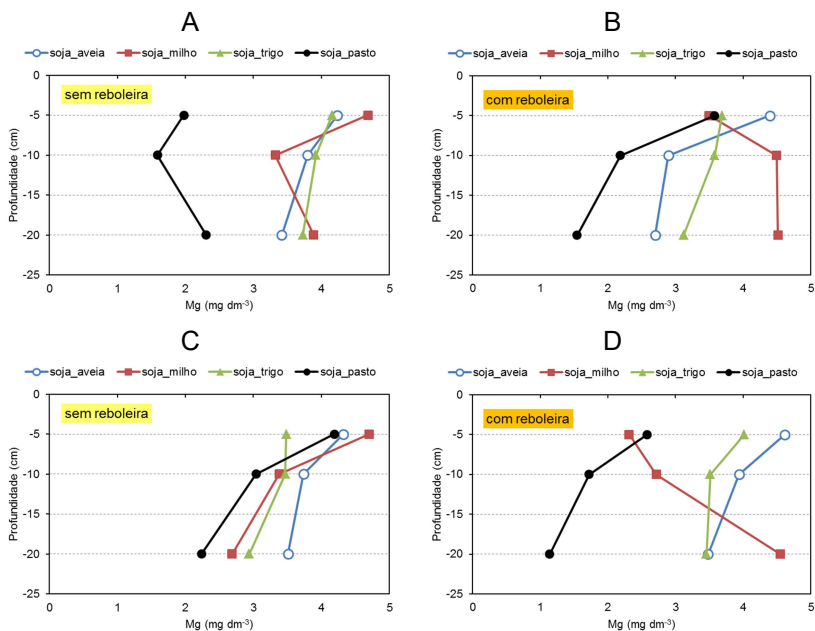 A
soja_aveia soja_milho soja_trigo soja_pasto
sem reboleira
Profundidade (cm)
0
-5
-10
-15
-20
-25
0 1 2 3 4 5
Mg (mg dm-3)
B
soja_aveia soja_milho soja_trigo soja_pasto
com reboleira
Profundidade (cm)
0
-5
-10
-15
-20
-25
0 1 2 3 4 5
Mg (mg dm-3)
C
soja_aveia soja_milho soja_trigo soja_pasto
sem reboleira
Profundidade (cm)
0
-5
-10
-15
-20
-25
0 1 2 3 4 5
Mg (mg dm-3)
D
soja_aveia soja_milho soja_trigo soja_pasto
com reboleira
Profundidade (cm)
0
-5
-10
-15
-20
-25
0 1 2 3 4 5
Mg (mg dm-3)